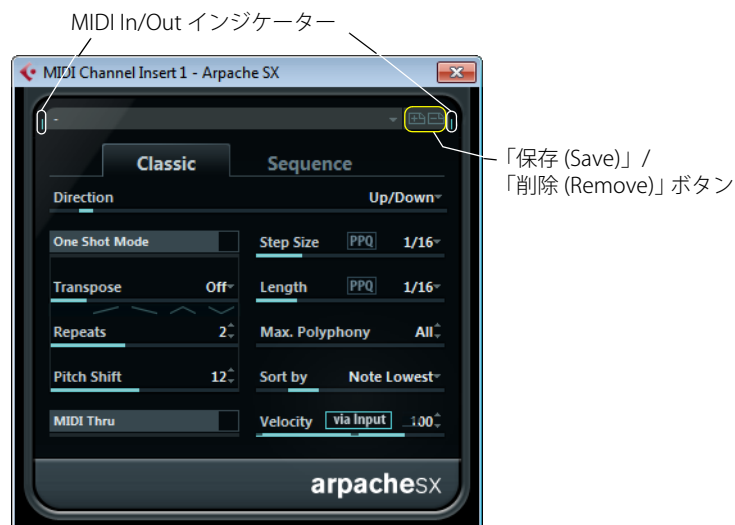 MIDI In/Out インジケーター
MIDI Channel Insert 1 - Arpache SX
-
「保存 (Save)」 /
「削除 (Remove)」 ボタン
Classic Sequence
Direction Up/Down
One Shot Mode Step Size PPQ 1/16
Transpose Off Length PPQ 1/16
Repeats 2 Max. Polyphony All
Pitch Shift 12 Sort by Note Lowest
MIDI Thru Velocity via Input 100
arpacheSX